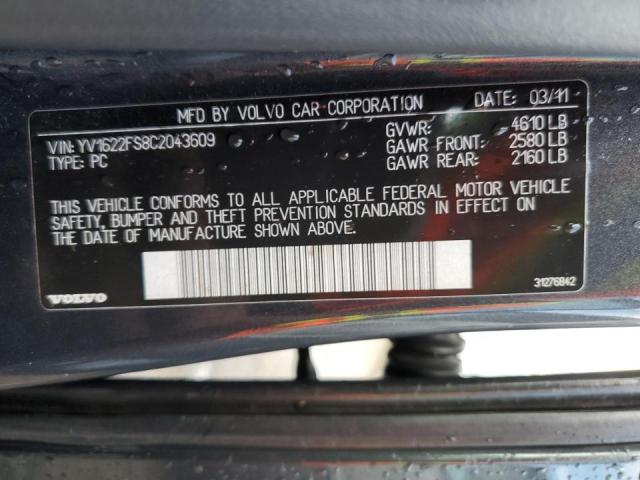 MFD BY VOLVO CAR CORPORATION DATE: 03/11
VIN: YV1622FS8C2043609 GVWR: 4610 LB
TYPE: PC GAWR FRONT: 2580 LB
GAWR REAR: 2160 LB
THIS VEHICLE CONFORMS TO ALL APPLICABLE FEDERAL MOTOR VEHICLE
SAFETY, BUMPER AND THEFT PREVENTION STANDARDS IN EFFECT ON
THE DATE OF MANUFACTURE SHOWN ABOVE.
VOLVO 31276842